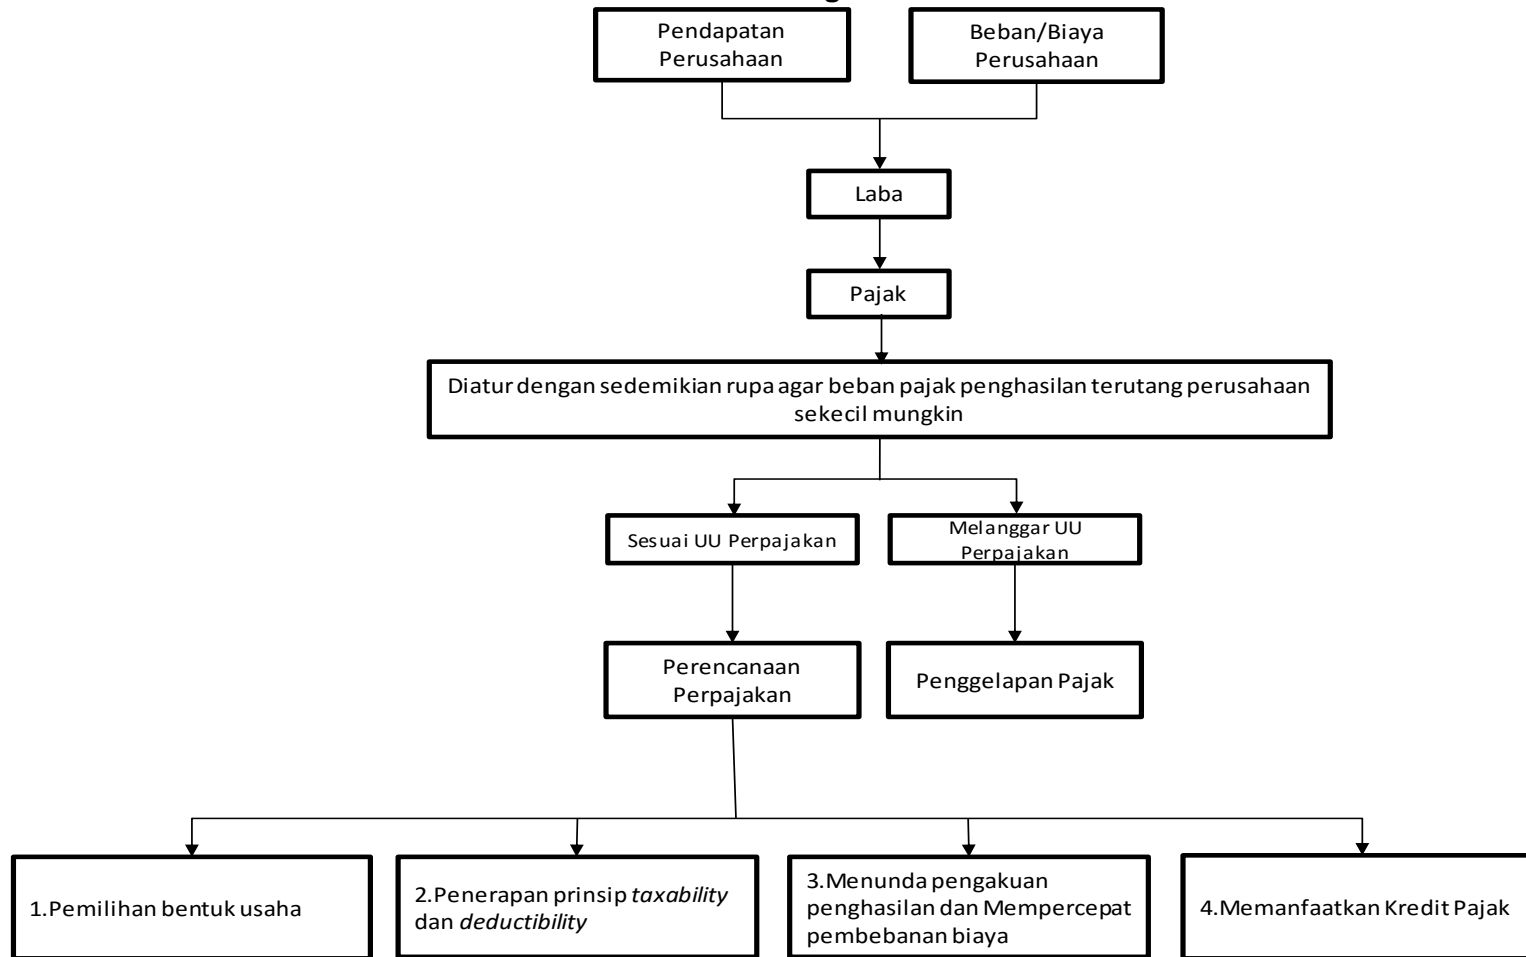 Pendapatan
Perusahaan
Beban/Biaya
Perusahaan
Laba
Pajak
Diatur dengan sedemikian rupa agar beban pajak penghasilan terutang perusahaan
sekecil mungkin
Sesuai UU Perpajakan
Melanggar UU
Perpajakan
Perencanaan
Perpajakan
Penggelapan Pajak
1.Pemilihan bentuk usaha
2.Penerapan prinsip taxability
dan deductibility
3.Menunda pengakuan
penghasilan dan Mempercepat
pembebanan biaya
4.Memanfaatkan Kredit Pajak